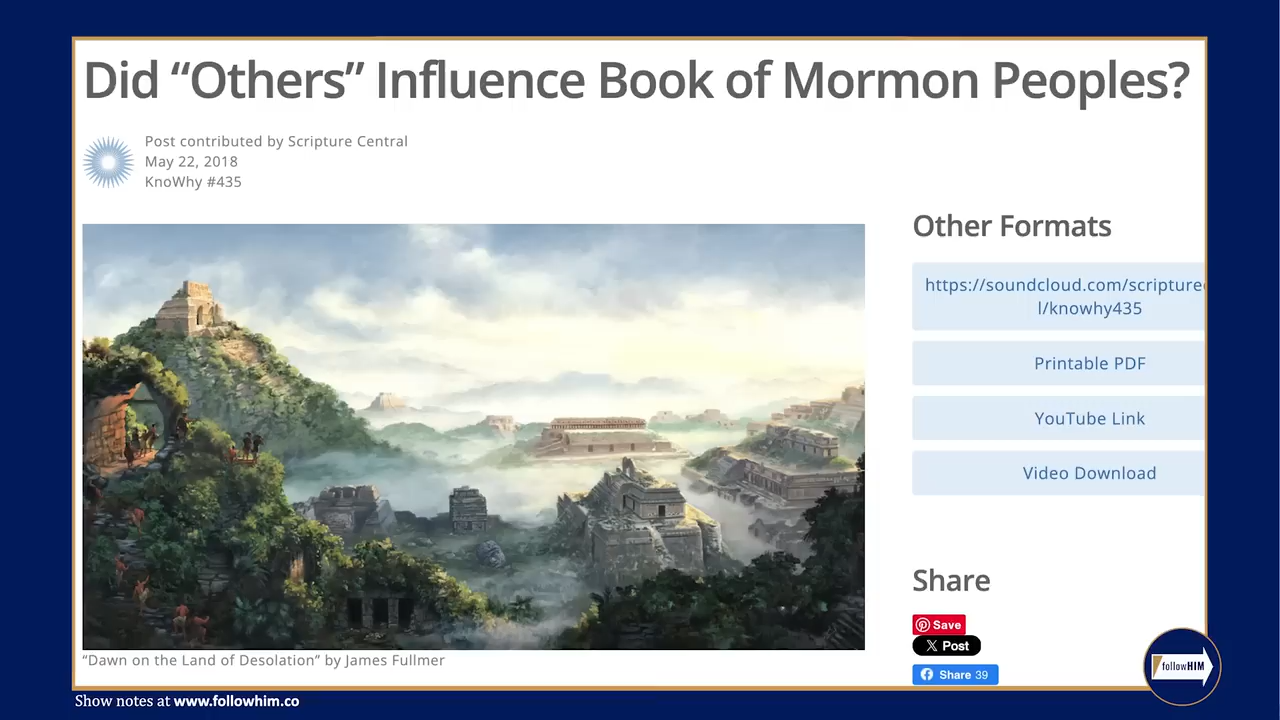 Did “Others” Influence Book of Mormon Peoples?
Post contributed by Scripture Central
May 22, 2018
KnoWhy #435
“Dawn on the Land of Desolation” by James Fullmer
Other Formats
https://soundcloud.com/scripture
l/knowhy435
Printable PDF
YouTube Link
Video Download
Share
Save
Post
Share 39
followHIM
Show notes at www.followhim.co